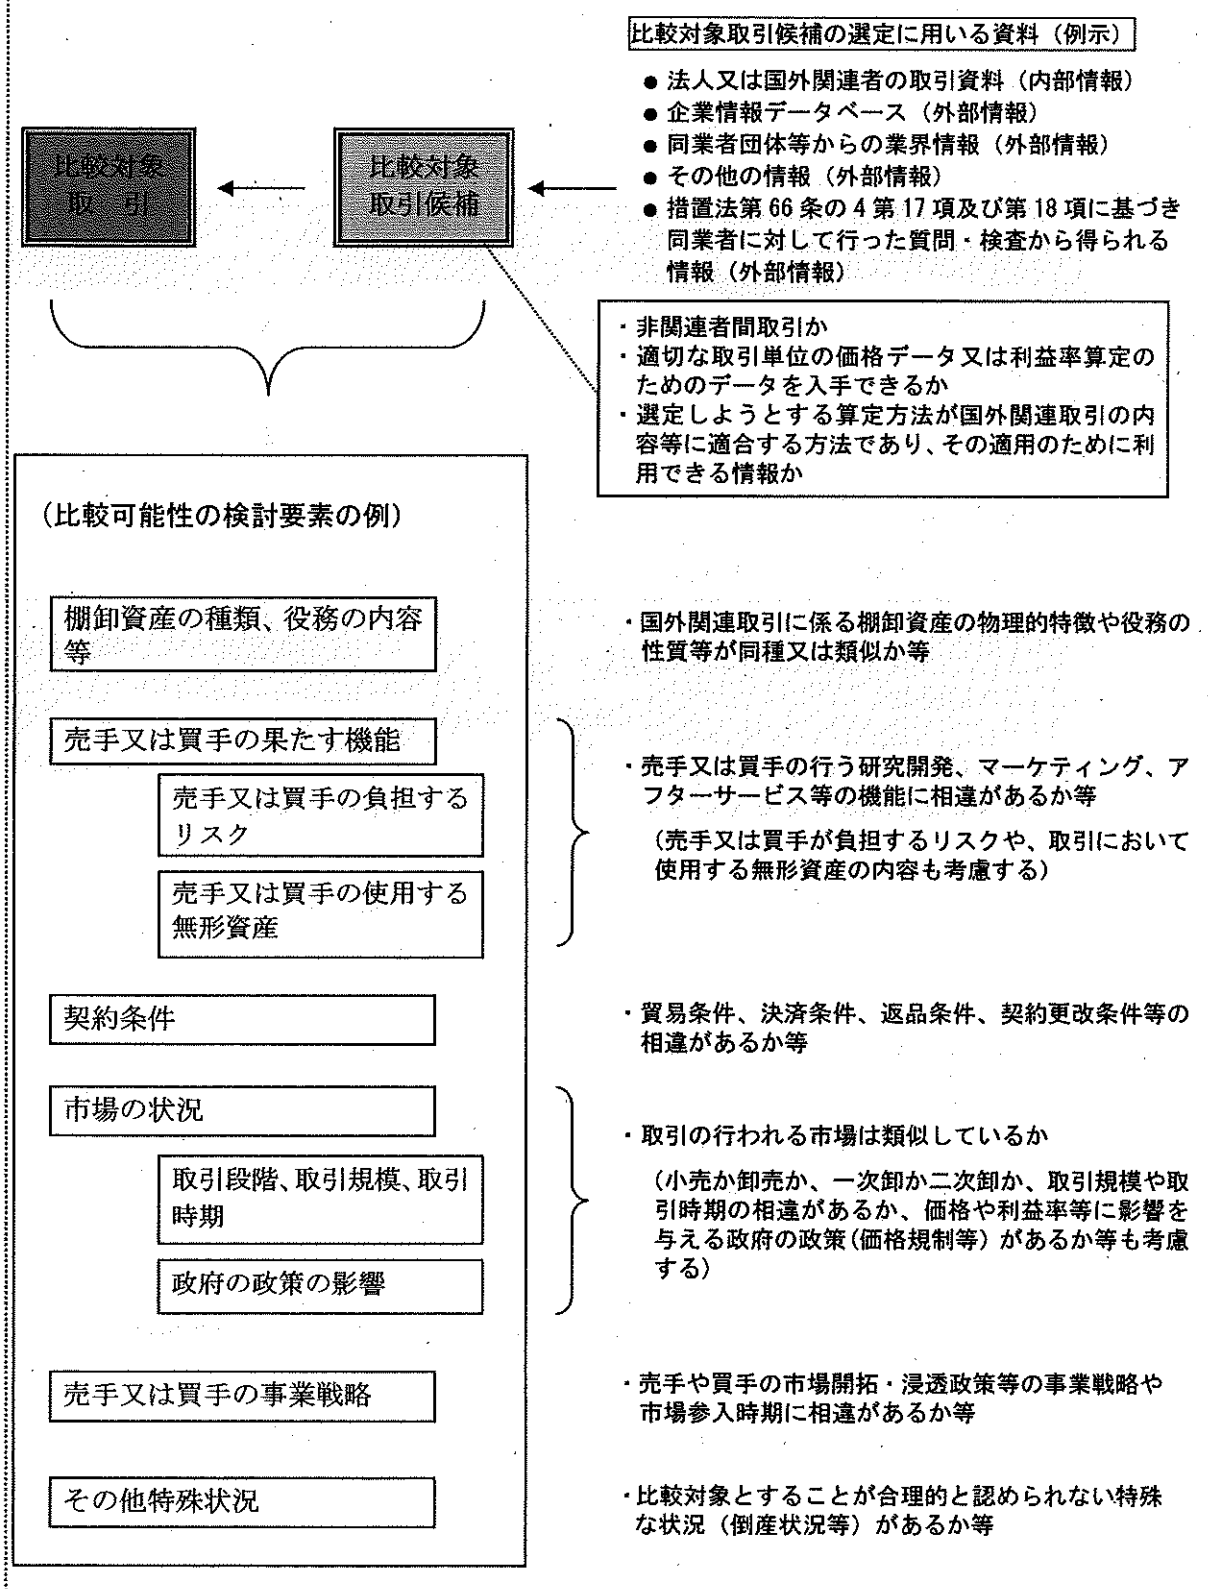 比較対象取引候補の選定に用いる資料（例示）
● 法人又は国外関連者の取引資料（内部情報）
● 企業情報データベース（外部情報）
● 同業者団体等からの業界情報（外部情報）
● その他の情報（外部情報）
● 措置法第 66 条の 4 第 17 項及び第 18 項に基づき
同業者に対して行った質問・検査から得られる
情報（外部情報）
比較対象
取引候補
比較対象
取　引
・非関連者間取引か
・適切な取引単位の価格データ又は利益率算定の
ためのデータを入手できるか
・選定しようとする算定方法が国外関連取引の内
容等に適合する方法であり、その適用のために利
用できる情報か
（比較可能性の検討要素の例）
棚卸資産の種類、役務の内容
等
・国外関連取引に係る棚卸資産の物理的特徴や役務の
性質等が同種又は類似か等
売手又は買手の果たす機能
売手又は買手の負担する
リスク
売手又は買手の使用する
無形資産
・売手又は買手の行う研究開発、マーケティング、ア
フターサービス等の機能に相違があるか等
（売手又は買手が負担するリスクや、取引において
使用する無形資産の内容も考慮する）
契約条件
・貿易条件、決済条件、返品条件、契約更改条件等の
相違があるか等
市場の状況
取引段階、取引規模、取引
時期
政府の政策の影響
・取引の行われる市場は類似しているか
（小売か卸売か、一次卸か二次卸か、取引規模や取
引時期の相違があるか、価格や利益率等に影響を
与える政府の政策（価格規制等）があるか等も考慮
する）
売手又は買手の事業戦略
・売手や買手の市場開拓・浸透政策等の事業戦略や
市場参入時期に相違があるか等
その他特殊状況
・比較対象とすることが合理的と認められない特殊
な状況（倒産状況等）があるか等